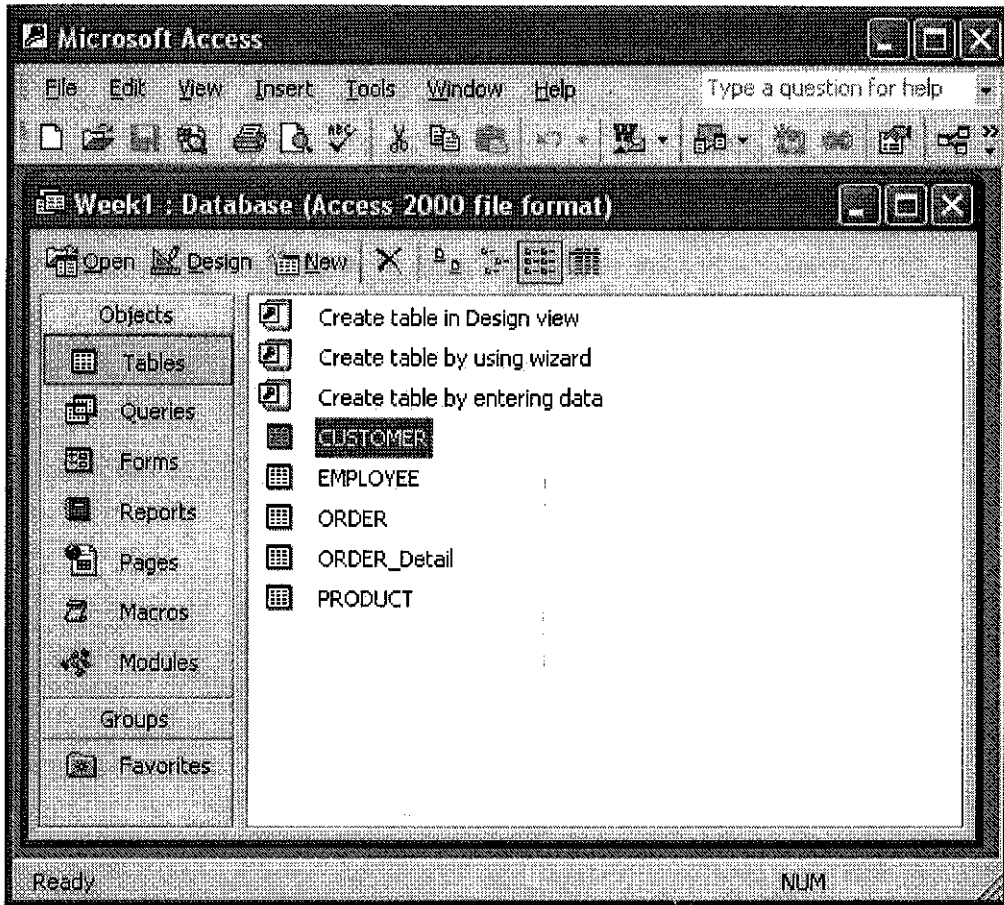 Microsoft Access
File Edit View Insert Tools Window Help Type a question for help
ABC
Week1 : Database (Access 2000 file format)
Open Design New
Objects
Tables
Queries
Forms
Reports
Pages
Macros
Modules
Groups
Favorites
Create table in Design view
Create table by using wizard
Create table by entering data
CUSTOMER
EMPLOYEE
ORDER
ORDER_Detail
PRODUCT
Ready NUM